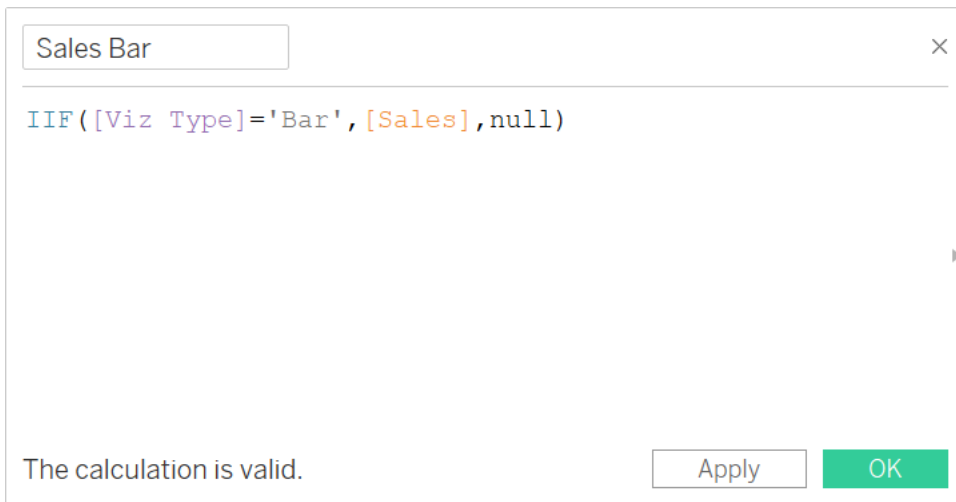 Sales Bar
IIF([Viz Type]='Bar',[Sales],null)
The calculation is valid.
Apply
OK